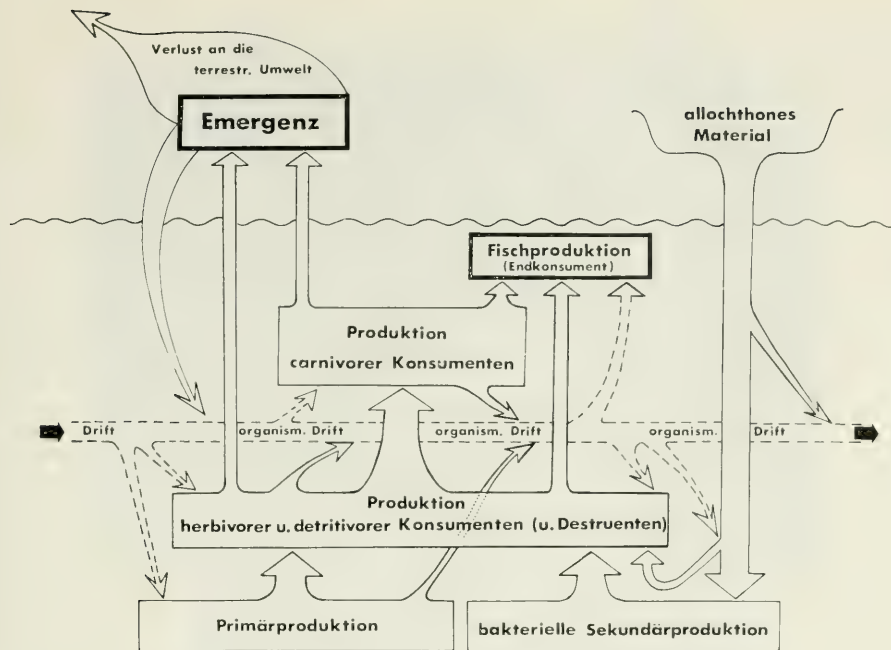 Verlust an die
terrestr. Umwelt
Emergenz
allochthones
Material
Fischproduktion
(Endkonsument)
Produktion
carnivorer Konsumenten
Drift
organism. Drift
organism. Drift
organism. Drift
Produktion
herbivorer u. detritivorer Konsumenten (u. Destruenten)
Primärproduktion
bakterielle Sekundärproduktion